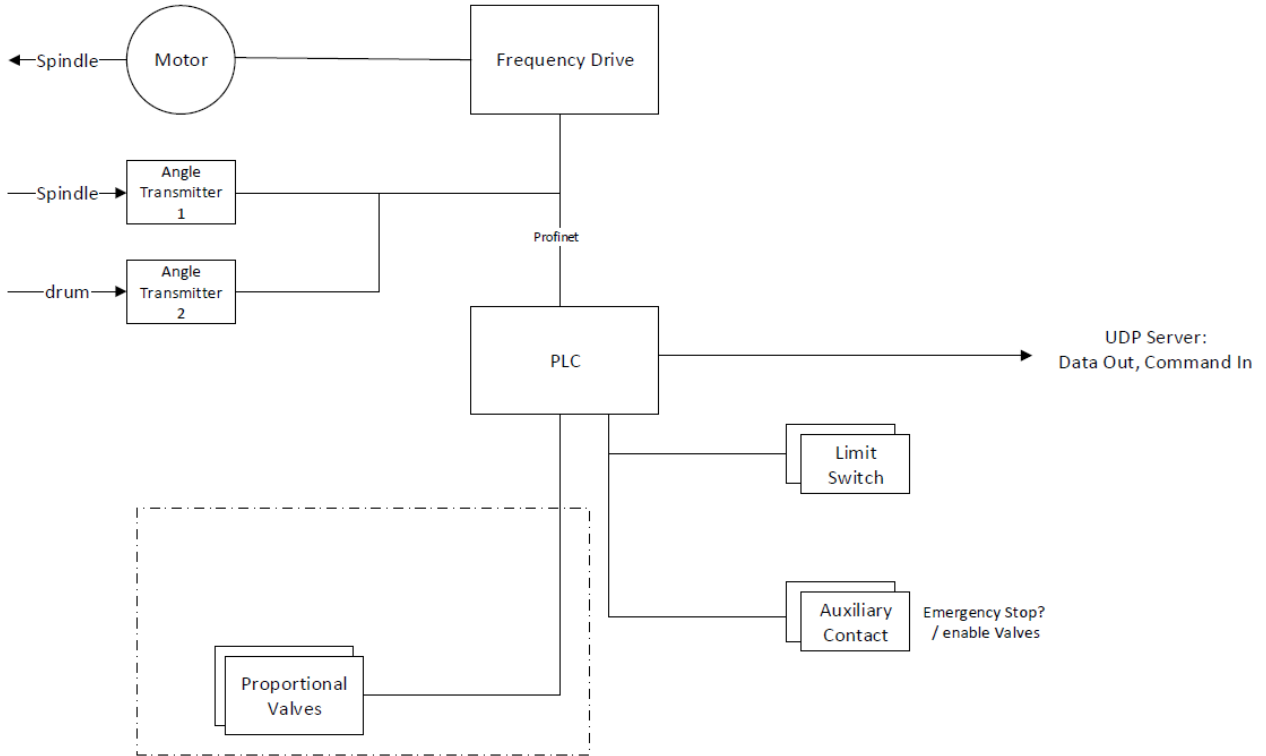 Spindle
Motor
Frequency Drive
Spindle
Angle
Transmitter
1
Profinet
drum
Angle
Transmitter
2
PLC
UDP Server:
Data Out, Command In
Limit
Switch
Auxiliary
Contact
Emergency Stop?
/ enable Valves
Proportional
Valves